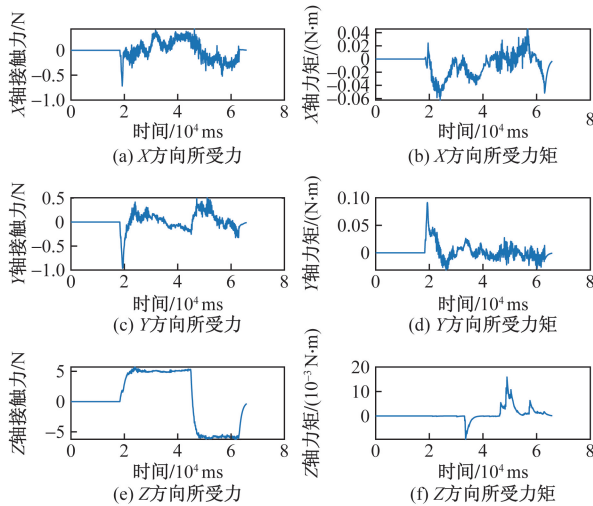 X轴接触力/N
0
−0.5
−1.0
0 2 4 6 8
时间/10⁴ ms
(a) X方向所受力
X轴力矩/(N·m)
0.04
0.02
0
−0.02
−0.04
−0.06
0 2 4 6 8
时间/10⁴ ms
(b) X方向所受力矩
Y轴接触力/N
0.5
0
−0.5
−1.0
0 2 4 6 8
时间/10⁴ ms
(c) Y方向所受力
Y轴力矩/(N·m)
0.10
0.05
0
0 2 4 6 8
时间/10⁴ ms
(d) Y方向所受力矩
Z轴接触力/N
5
0
−5
0 2 4 6 8
时间/10⁴ ms
(e) Z方向所受力
Z轴力矩/(10⁻³ N·m)
20
10
0
0 2 4 6 8
时间/10⁴ ms
(f) Z方向所受力矩